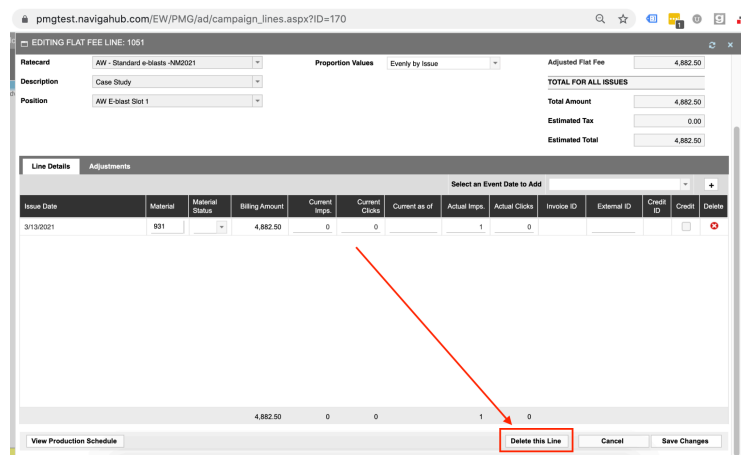 pmgtest.navigahub.com/EW/PMG/ad/campaign_lines.aspx?ID=170
1
EDITING FLAT FEE LINE: 1051
Ratecard
AW - Standard e-blasts -NM2021
Proportion Values
Evenly by Issue
Adjusted Flat Fee
4,882.50
Description
Case Study
TOTAL FOR ALL ISSUES
Position
AW E-blast Slot 1
Total Amount
4,882.50
Estimated Tax
0.00
Estimated Total
4,882.50
Line Details
Adjustments
Select an Event Date to Add
+
Issue Date
Material
Material Status
Billing Amount
Current Imps.
Current Clicks
Current as of
Actual Imps.
Actual Clicks
Invoice ID
External ID
Credit ID
Credit
Delete
3/13/2021
931
4,882.50
0
0
1
0
4,882.50
0
0
1
0
View Production Schedule
Delete this Line
Cancel
Save Changes